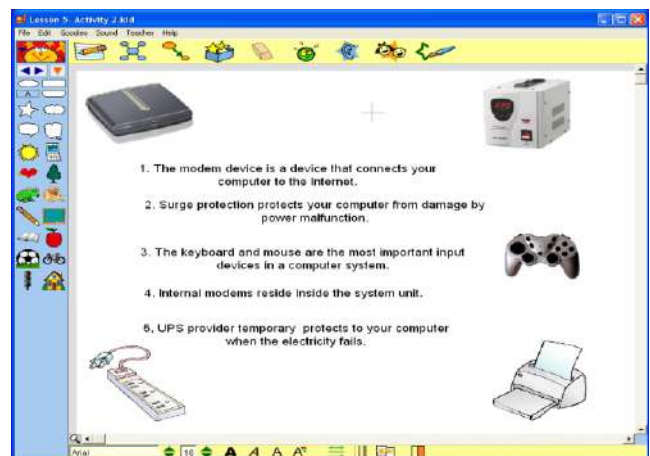 Lesson 5- Activity 2.kid
File Edit Goodies Sound Teacher Help
A
1. The modem device is a device that connects your
computer to the Internet.
2. Surge protection protects your computer from damage by
power malfunction.
3. The keyboard and mouse are the most important input
devices in a computer system.
4. Internal modems reside inside the system unit.
5, UPS provider temporary protects to your computer
when the electricity fails.
Arial 16 A A A A